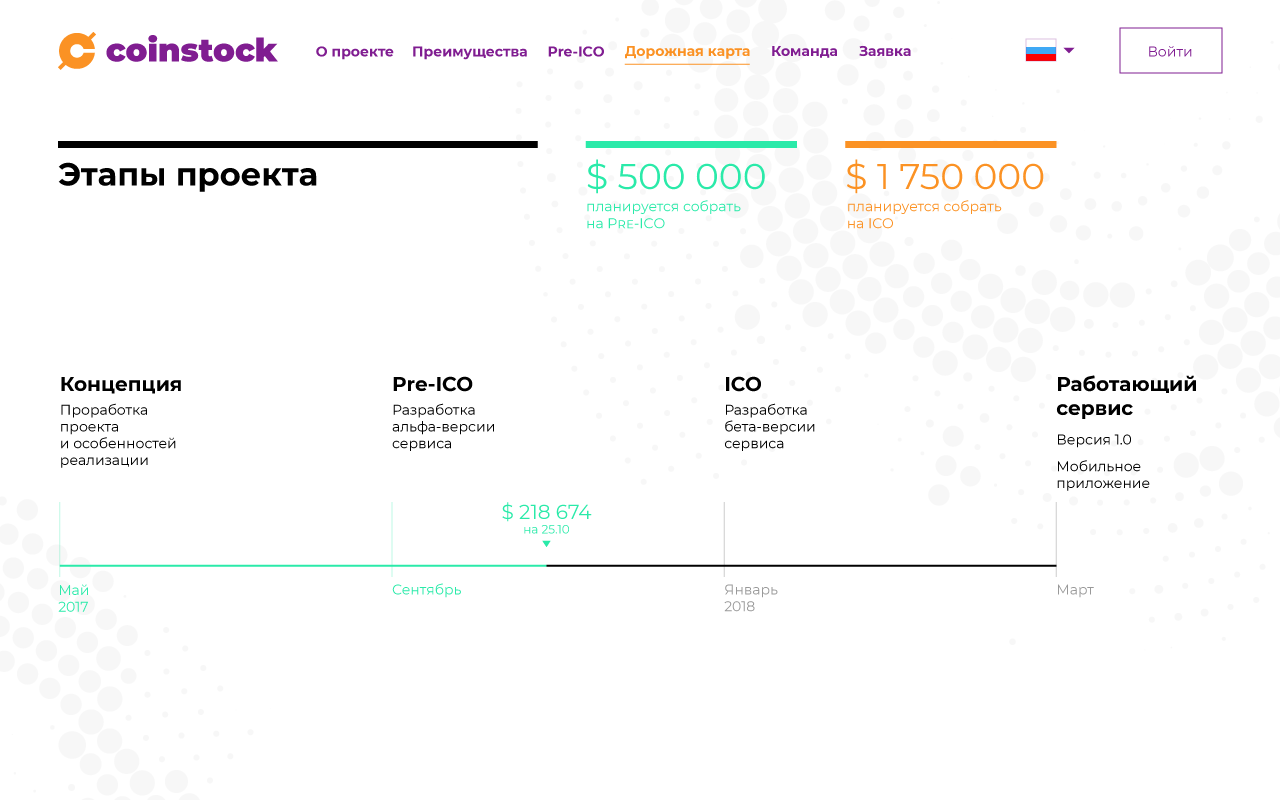 coinstock
О проекте
Преимущества
Pre-ICO
Дорожная карта
Команда
Заявка
Войти
Этапы проекта
$ 500 000
планируется собрать
на PRE-ICO
$ 1 750 000
планируется собрать
на ICO
Концепция
Проработка
проекта
и особенностей
реализации
Pre-ICO
Разработка
альфа-версии
сервиса
ICO
Разработка
бета-версии
сервиса
Работающий
сервис
Версия 1.0
Мобильное
приложение
$ 218 674
на 25.10
Май
2017
Сентябрь
Январь
2018
Март